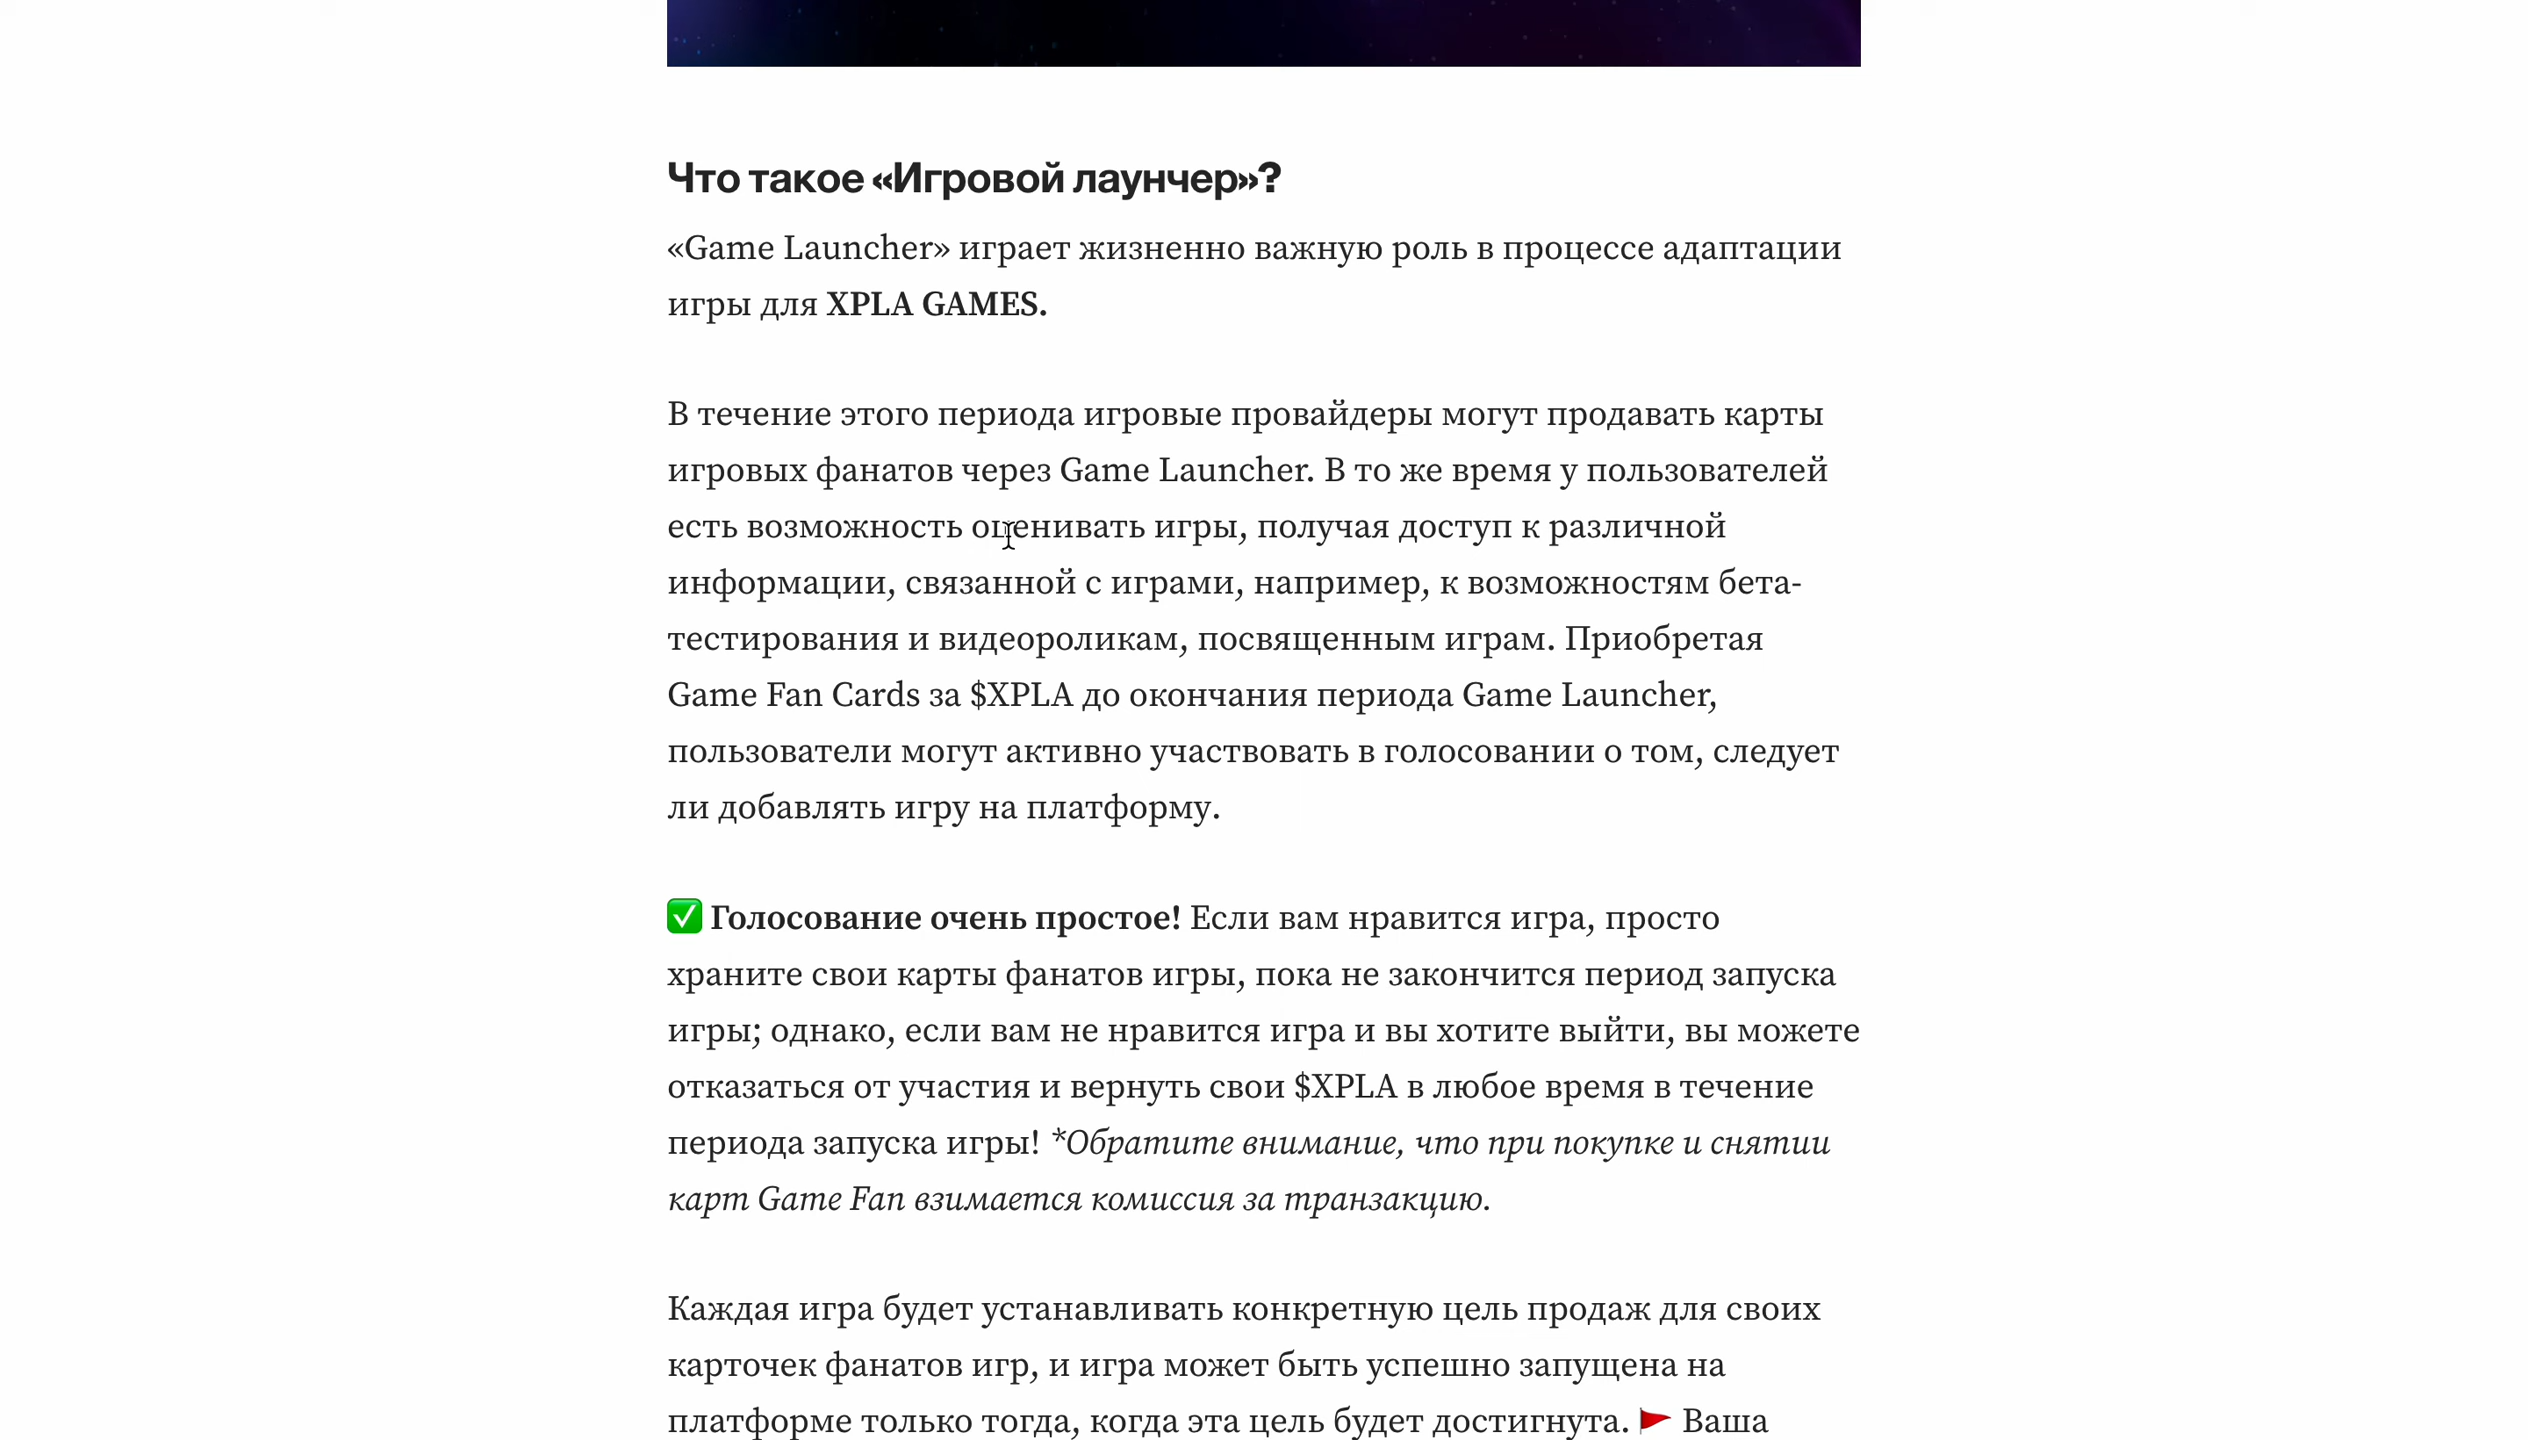 Что такое «Игровой лаунчер»?
«Game Launcher» играет жизненно важную роль в процессе адаптации
игры для XPLA GAMES.
В течение этого периода игровые провайдеры могут продавать карты
игровых фанатов через Game Launcher. В то же время у пользователей
есть возможность оценивать игры, получая доступ к различной
информации, связанной с играми, например, к возможностям бета-
тестирования и видеороликам, посвященным играм. Приобретая
Game Fan Cards за $XPLA до окончания периода Game Launcher,
пользователи могут активно участвовать в голосовании о том, следует
ли добавлять игру на платформу.
✅ Голосование очень простое! Если вам нравится игра, просто
храните свои карты фанатов игры, пока не закончится период запуска
игры; однако, если вам не нравится игра и вы хотите выйти, вы можете
отказаться от участия и вернуть свои $XPLA в любое время в течение
периода запуска игры! *Обратите внимание, что при покупке и снятии
карт Game Fan взимается комиссия за транзакцию.
Каждая игра будет устанавливать конкретную цель продаж для своих
карточек фанатов игр, и игра может быть успешно запущена на
платформе только тогда, когда эта цель будет достигнута. 🚩 Ваша